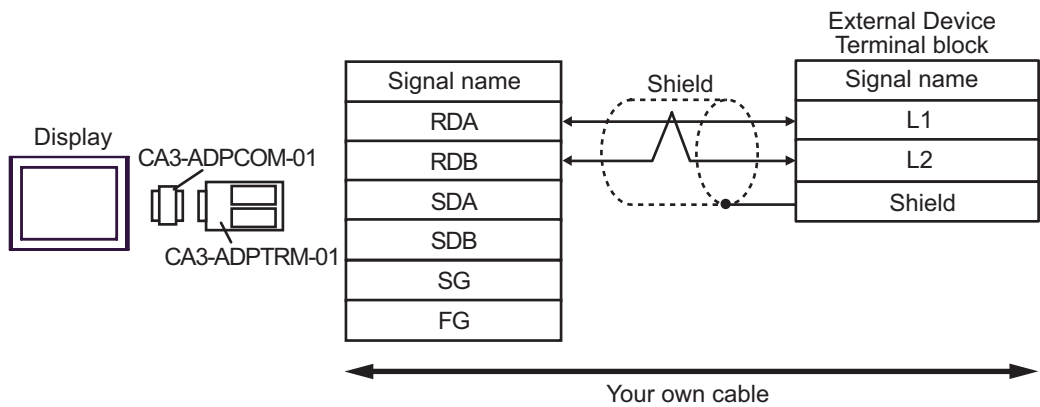 External Device
Terminal block
Signal name
Shield
Signal name
RDA
L1
Display
CA3-ADPCOM-01
RDB
L2
SDA
Shield
SDB
CA3-ADPTRM-01
SG
FG
Your own cable